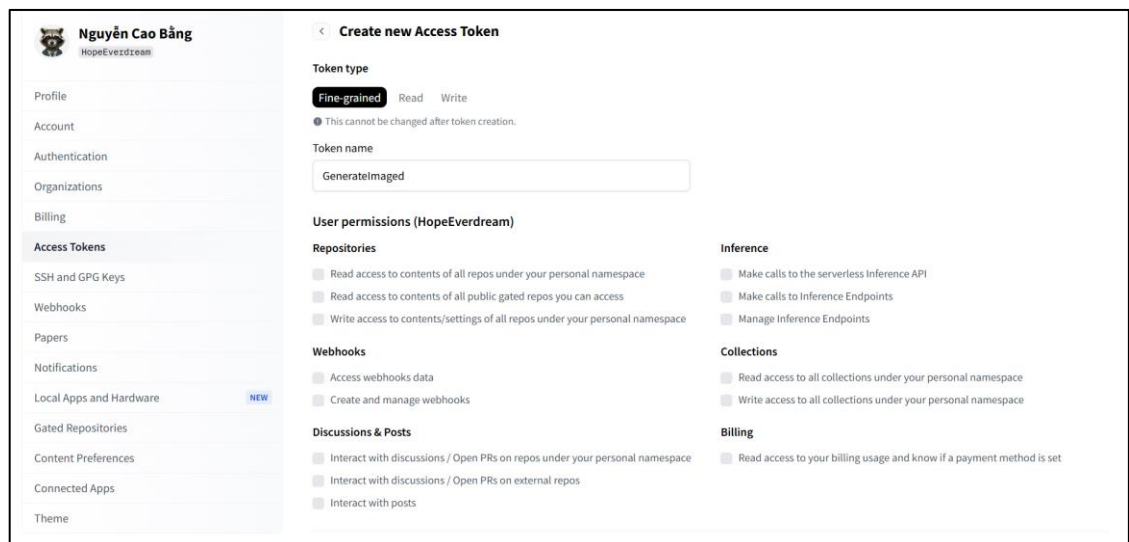 Nguyễn Cao Bằng
HopeEverdream
Profile
Account
Authentication
Organizations
Billing
Access Tokens
SSH and GPG Keys
Webhooks
Papers
Notifications
Local Apps and Hardware NEW
Gated Repositories
Content Preferences
Connected Apps
Theme
Create new Access Token
Token type
Fine-grained Read Write
This cannot be changed after token creation.
Token name
GenerateImaged
User permissions (HopeEverdream)
Repositories
Read access to contents of all repos under your personal namespace
Read access to contents of all public gated repos you can access
Write access to contents/settings of all repos under your personal namespace
Inference
Make calls to the serverless Inference API
Make calls to Inference Endpoints
Manage Inference Endpoints
Webhooks
Access webhooks data
Create and manage webhooks
Collections
Read access to all collections under your personal namespace
Write access to all collections under your personal namespace
Discussions & Posts
Interact with discussions / Open PRs on repos under your personal namespace
Interact with discussions / Open PRs on external repos
Interact with posts
Billing
Read access to your billing usage and know if a payment method is set